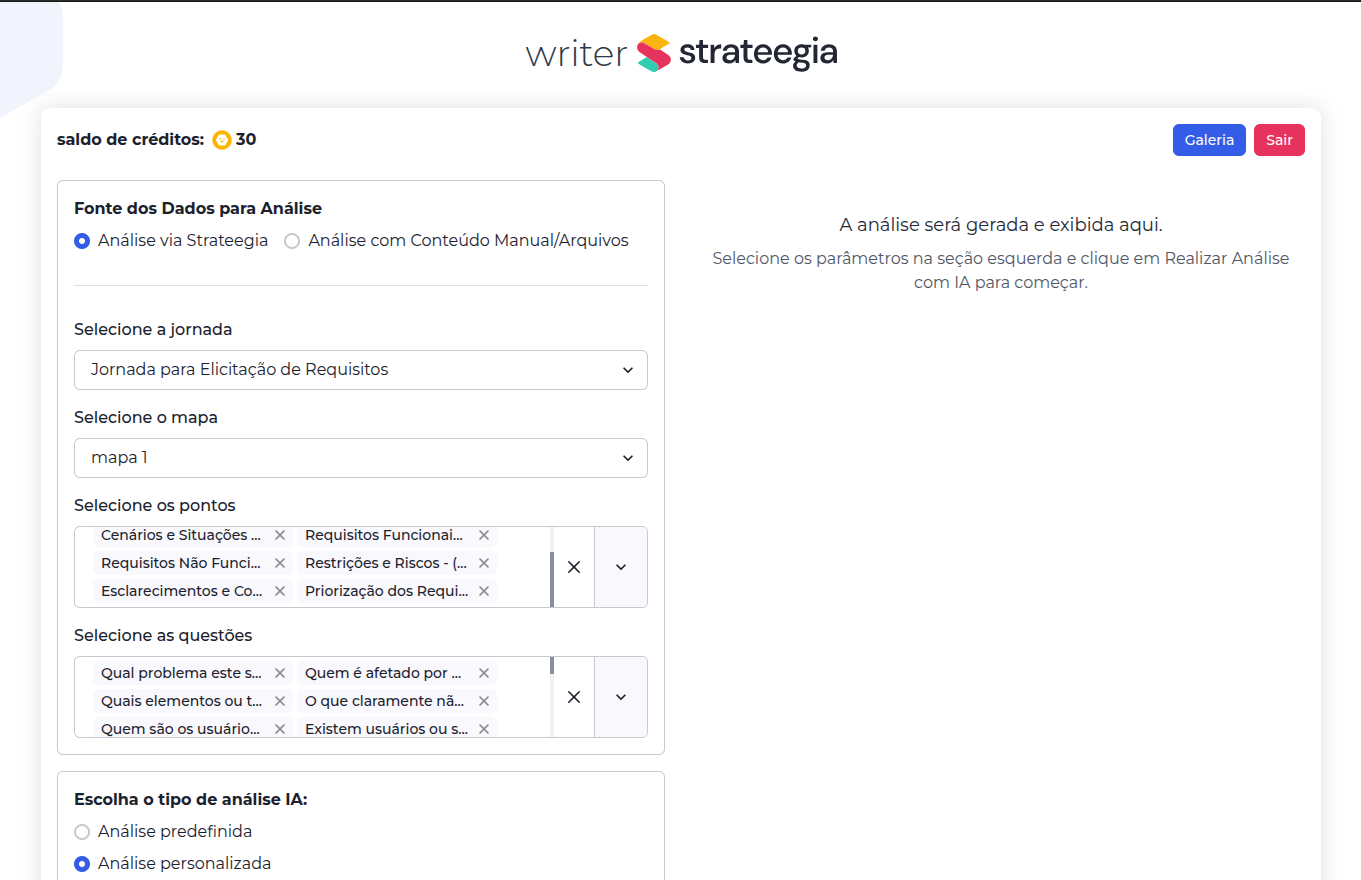 writer strateegia
saldo de créditos: 30
Galeria
Sair
Fonte dos Dados para Análise
Análise via Strateegia
Análise com Conteúdo Manual/Arquivos
Selecione a jornada
Jornada para Elicitação de Requisitos
Selecione o mapa
mapa 1
Selecione os pontos
Cenários e Situações ...
Requisitos Funcionai...
Requisitos Não Funci...
Restrições e Riscos - (...
Esclarecimentos e Co...
Priorização dos Requi...
Selecione as questões
Qual problema este s...
Quem é afetado por ...
Quais elementos ou t...
O que claramente nã...
Quem são os usuário...
Existem usuários ou s...
Escolha o tipo de análise IA:
Análise predefinida
Análise personalizada
A análise será gerada e exibida aqui.
Selecione os parâmetros na seção esquerda e clique em Realizar Análise
com IA para começar.